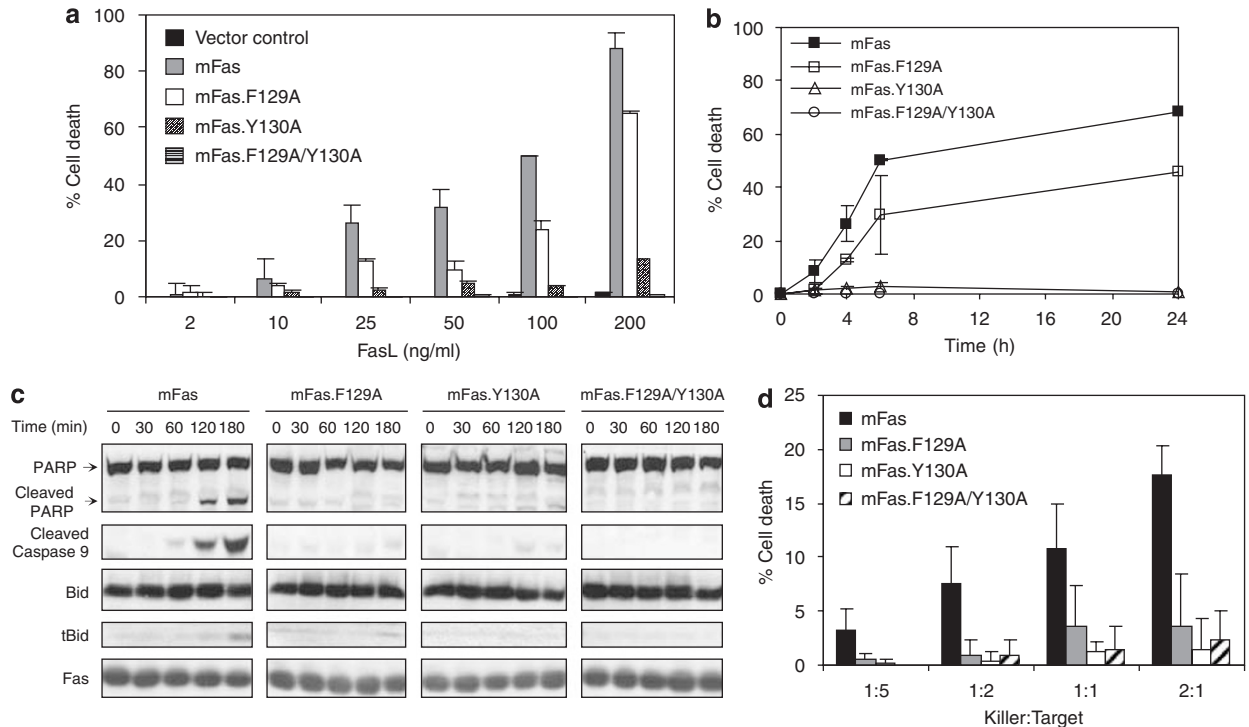 a
100
80
60
40
20
0
% Cell death
Vector control
mFas
mFas.F129A
mFas.Y130A
mFas.F129A/Y130A
2 10 25 50 100 200
FasL (ng/ml)
b
100
80
60
40
20
0
% Cell death
mFas
mFas.F129A
mFas.Y130A
mFas.F129A/Y130A
0 4 8 12 16 20 24
Time (h)
c
mFas mFas.F129A mFas.Y130A mFas.F129A/Y130A
Time (min) 0 30 60 120 180 0 30 60 120 180 0 30 60 120 180 0 30 60 120 180
PARP
Cleaved
PARP
Cleaved
Caspase 9
Bid
tBid
Fas
d
25
20
15
10
5
0
% Cell death
mFas
mFas.F129A
mFas.Y130A
mFas.F129A/Y130A
1:5 1:2 1:1 2:1
Killer:Target